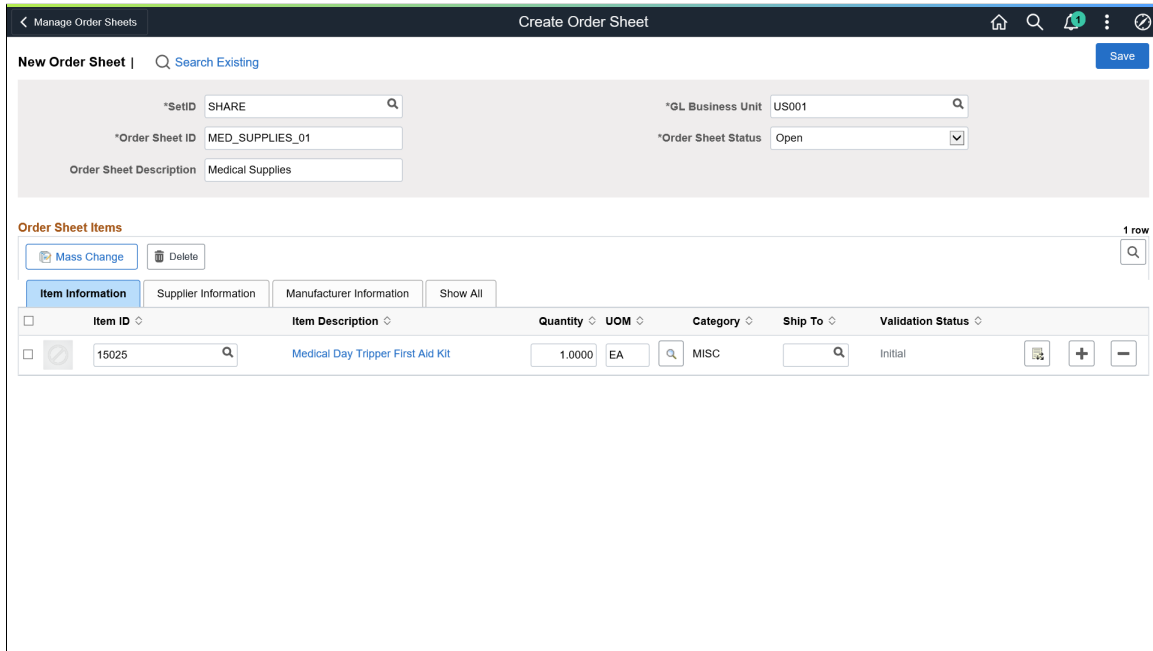 Manage Order Sheets Create Order Sheet 1
New Order Sheet | Search Existing Save
*SetID SHARE *GL Business Unit US001
*Order Sheet ID MED_SUPPLIES_01 *Order Sheet Status Open
Order Sheet Description Medical Supplies
Order Sheet Items 1 row
Mass Change Delete
Item Information Supplier Information Manufacturer Information Show All
Item ID Item Description Quantity UOM Category Ship To Validation Status
15025 Medical Day Tripper First Aid Kit 1.0000 EA MISC Initial